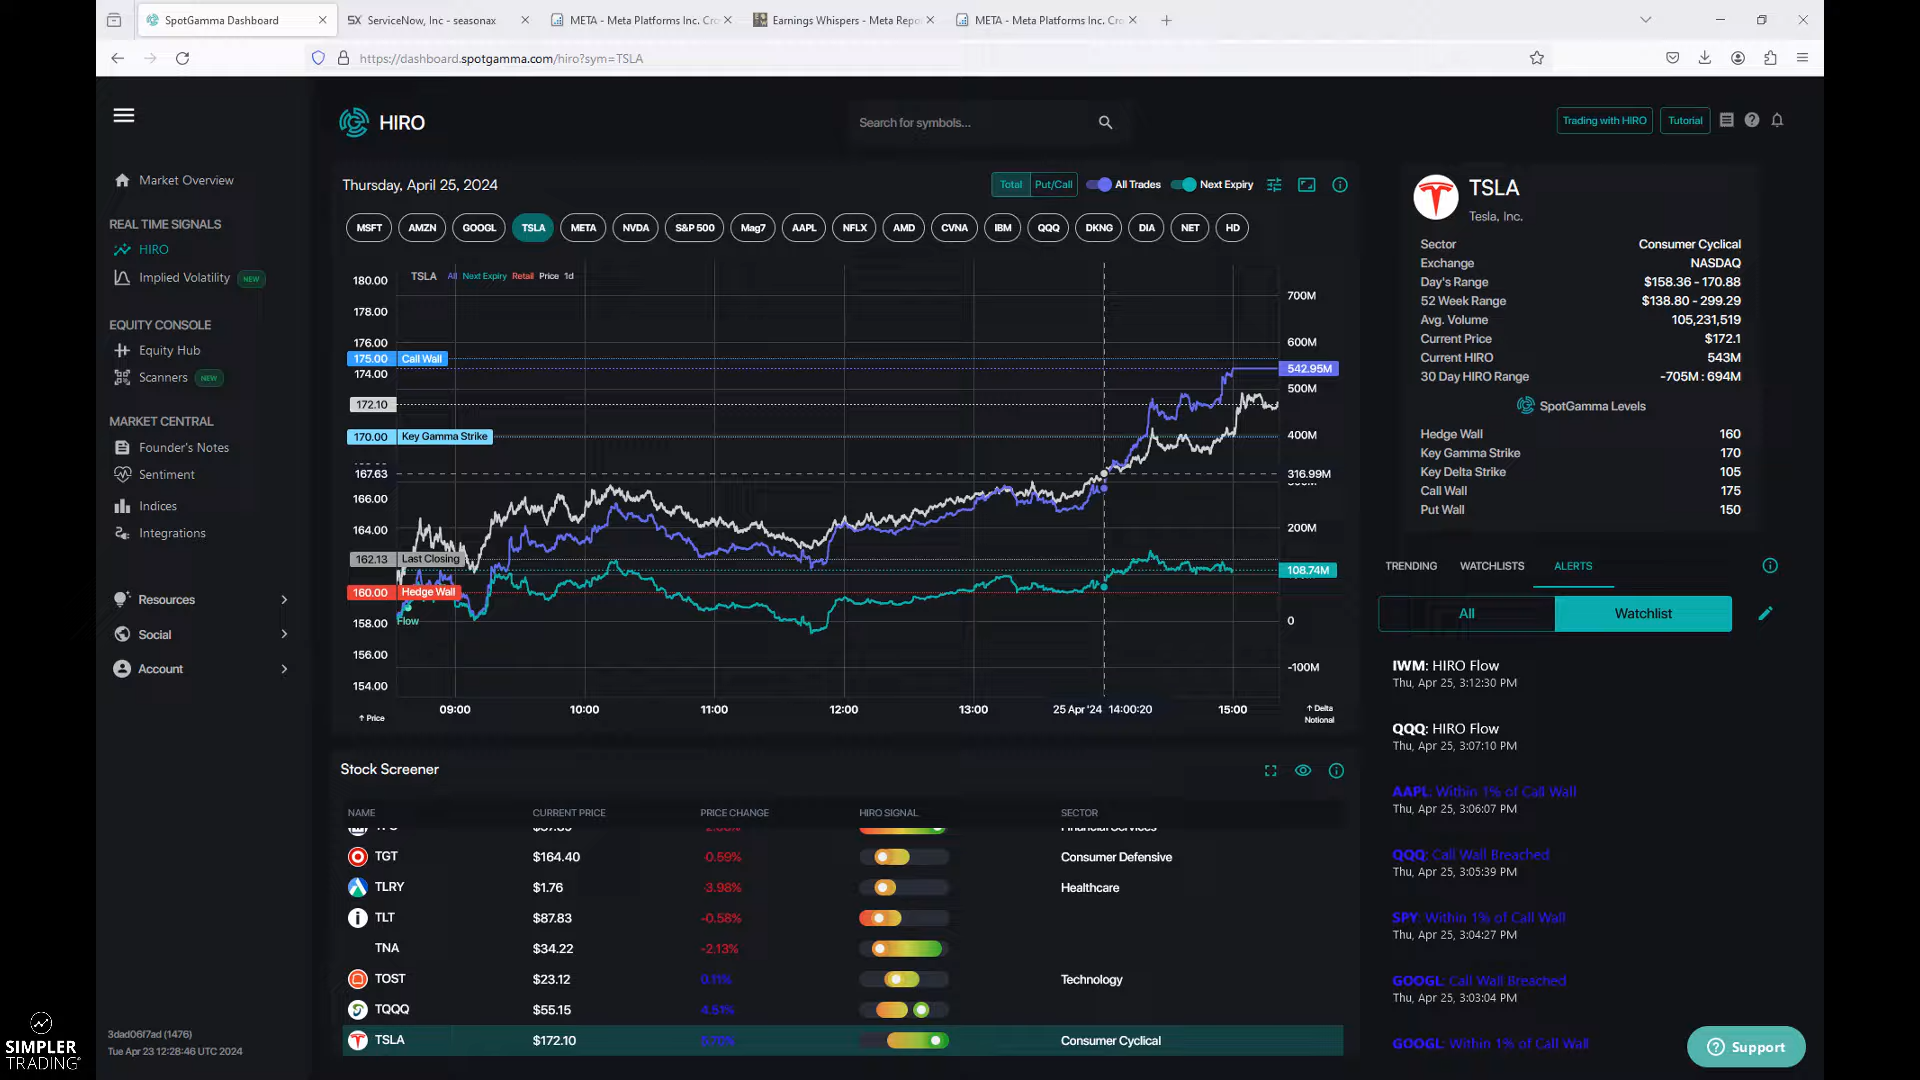 SpotGamma Dashboard
ServiceNow, Inc - seasonax
META - Meta Platforms Inc. Cro
Earnings Whispers - Meta Repo
META - Meta Platforms Inc. Cro
https://dashboard.spotgamma.com/hiro?sym=TSLA
HIRO
Search for symbols...
Trading with HIRO
Tutorial
Market Overview
REAL TIME SIGNALS
HIRO
Implied Volatility NEW
EQUITY CONSOLE
Equity Hub
Scanners NEW
MARKET CENTRAL
Founder's Notes
Sentiment
Indices
Integrations
Resources
Social
Account
3dad06f7ad (1476)
Tue Apr 23 12:28:46 UTC 2024
SIMPLER
TRADING
Thursday, April 25, 2024
Total Put/Call All Trades Next Expiry
MSFT AMZN GOOGL TSLA META NVDA S&P 500 Mag7 AAPL NFLX AMD CVNA IBM QQQ DKNG DIA NET HD
TSLA All Next Expiry Retail Price 1d
180.00
178.00
176.00
175.00 Call Wall
174.00
172.10
170.00 Key Gamma Strike
167.63
166.00
164.00
162.13 Last Closing
160.00 Hedge Wall
158.00
Flow
156.00
154.00
↑ Price
700M
600M
542.95M
500M
400M
316.99M
200M
108.74M
0
-100M
09:00 10:00 11:00 12:00 13:00 25 Apr '24 14:00:20 15:00
↑ Delta
Notional
Stock Screener
NAME CURRENT PRICE PRICE CHANGE HIRO SIGNAL SECTOR
TGT $164.40 -0.59% Consumer Defensive
TLRY $1.76 -3.98% Healthcare
TLT $87.83 -0.58%
TNA $34.22 -2.13%
TOST $23.12 0.11% Technology
TQQQ $55.15 4.51%
TSLA $172.10 Consumer Cyclical
TSLA
Tesla, Inc.
Sector Consumer Cyclical
Exchange NASDAQ
Day's Range $158.36 - 170.88
52 Week Range $138.80 - 299.29
Avg. Volume 105,231,519
Current Price $172.1
Current HIRO 543M
30 Day HIRO Range -705M : 694M
SpotGamma Levels
Hedge Wall 160
Key Gamma Strike 170
Key Delta Strike 105
Call Wall 175
Put Wall 150
TRENDING WATCHLISTS ALERTS
All Watchlist
IWM: HIRO Flow
Thu, Apr 25, 3:12:30 PM
QQQ: HIRO Flow
Thu, Apr 25, 3:07:10 PM
AAPL: Within 1% of Call Wall
Thu, Apr 25, 3:06:07 PM
QQQ: Call Wall Breached
Thu, Apr 25, 3:05:39 PM
SPY: Within 1% of Call Wall
Thu, Apr 25, 3:04:27 PM
GOOGL: Call Wall Breached
Thu, Apr 25, 3:03:04 PM
GOOGL: Within 1% of Call Wall
Support